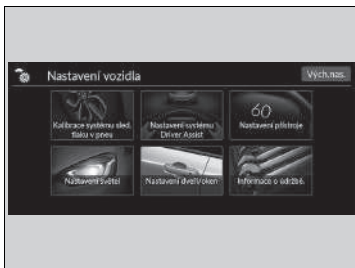 Nastavení vozidla
Vých.nas.
Kalibrace systému sled.
tlaku v pneu
Nastavení systému
Driver Assist
60
Nastavení přístroje
Nastavení světel
Nastavení dveří/oken
Informace o údržbě.